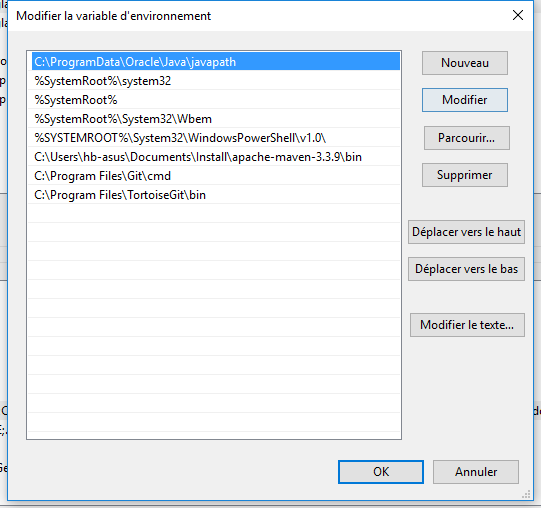 Modifier la variable d'environnement
C:\ProgramData\Oracle\Java\javapath
%SystemRoot%\system32
%SystemRoot%
%SystemRoot%\System32\Wbem
%SYSTEMROOT%\System32\WindowsPowerShell\v1.0\
C:\Users\hb-asus\Documents\Install\apache-maven-3.3.9\bin
C:\Program Files\Git\cmd
C:\Program Files\TortoiseGit\bin
Nouveau
Modifier
Parcourir...
Supprimer
Déplacer vers le haut
Déplacer vers le bas
Modifier le texte...
OK
Annuler